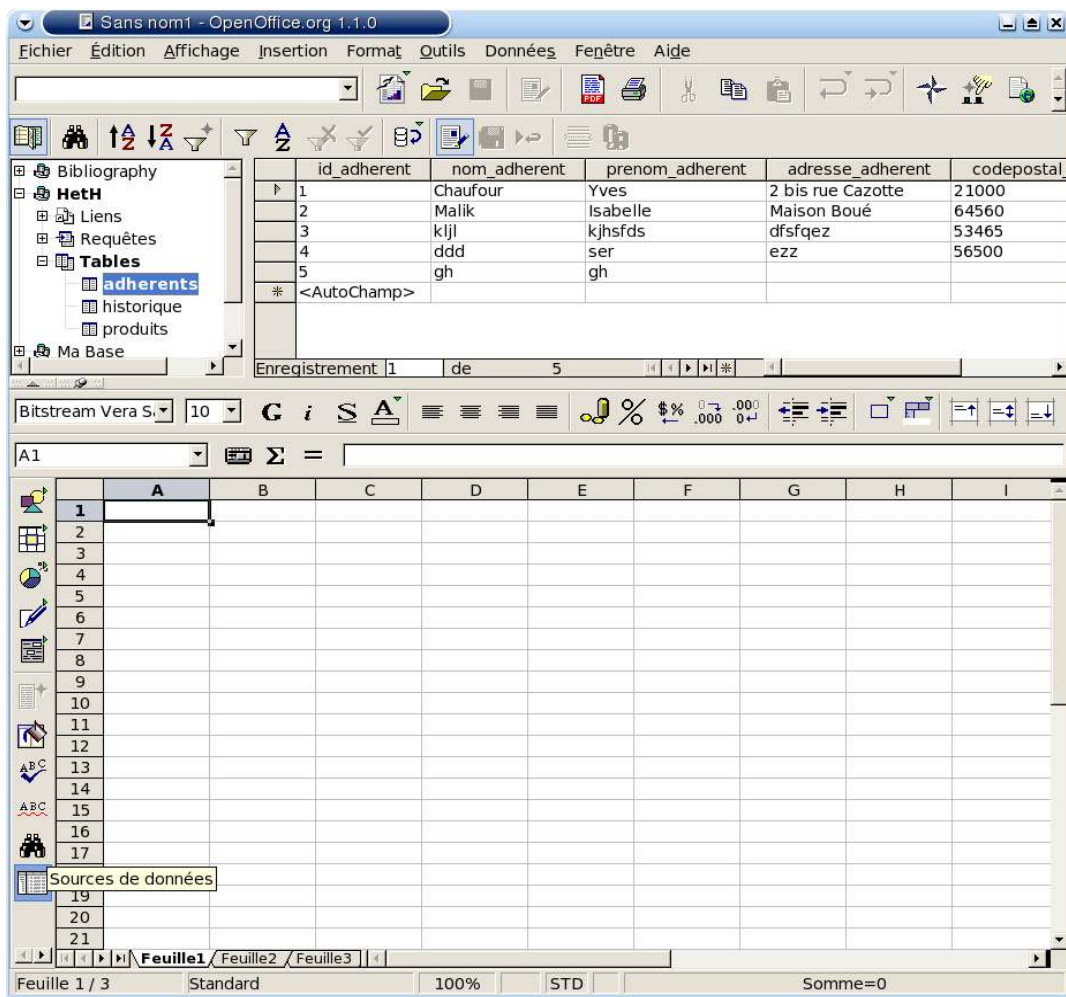 Sans nom1 - OpenOffice.org 1.1.0
Fichier Édition Affichage Insertion Format Outils Données Fenêtre Aide
PDF
Bibliography
HetH
Liens
Requêtes
Tables
adherents
historique
produits
Ma Base
id_adherent nom_adherent prenom_adherent adresse_adherent codepostal_
1 Chaufour Yves 2 bis rue Cazotte 21000
2 Malik Isabelle Maison Boué 64560
3 kljl kjhsfds dfsfqez 53465
4 ddd ser ezz 56500
5 gh gh
<AutoChamp>
Enregistrement 1 de 5
Bitstream Vera S 10 G i S A % $% .000 .000
A1 Σ =
A B C D E F G H I
1
2
3
4
5
6
7
8
9
10
11
12
13
14
15
16
17
Sources de données
19
20
21
ABC
ABC
Feuille1 Feuille2 Feuille3
Feuille 1 / 3 Standard 100% STD Somme=0